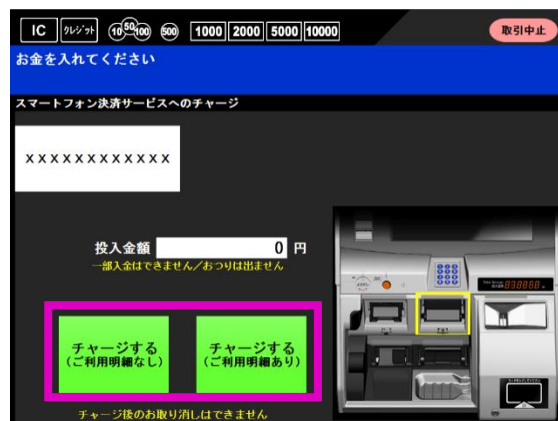 IC クレジット 10 50 100 500 1000 2000 5000 10000 取引中止
お金を入れてください
スマートフォン決済サービスへのチャージ
XXXXXXXXXXXX
投入金額 0 円
一部入金はできません/おつりは出ません
チャージする チャージする
(ご利用明細なし) (ご利用明細あり)
チャージ後のお取り消しはできません